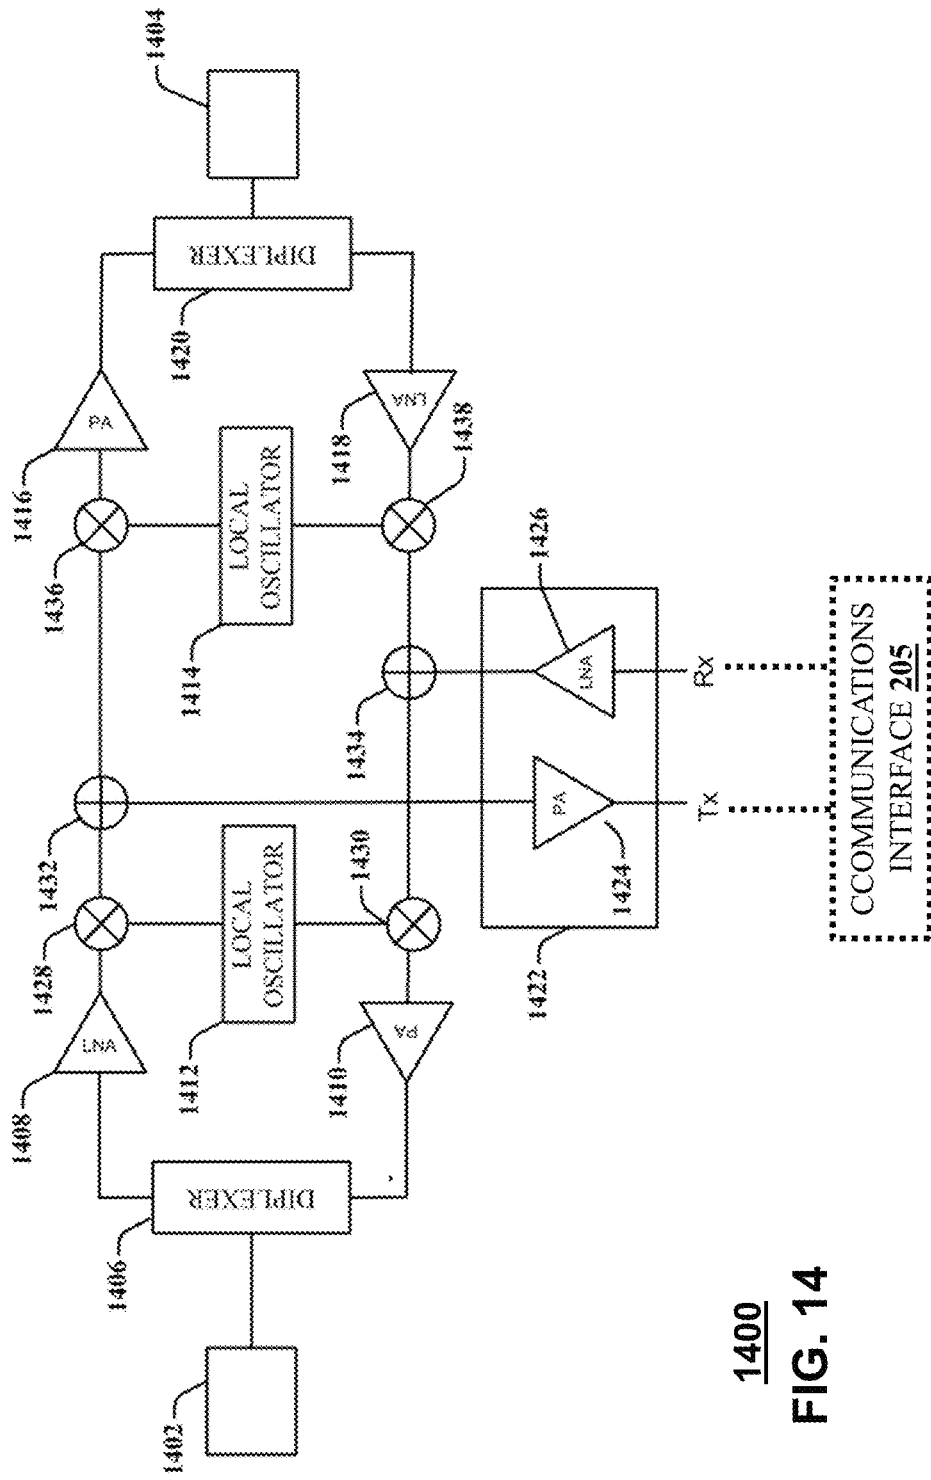 1404
DIPLEXER
1420
PA
1416
LNA
1418
1438
1436
LOCAL
OSCILLATOR
1414
1426
LNA
Rx
1434
1432
PA
Tx
1424
1422
1430
1428
LOCAL
OSCILLATOR
1412
LNA
1408
PA
1410
DIPLEXER
1406
1402
CCOMMUNICATIONS
INTERFACE 205
1400
FIG. 14